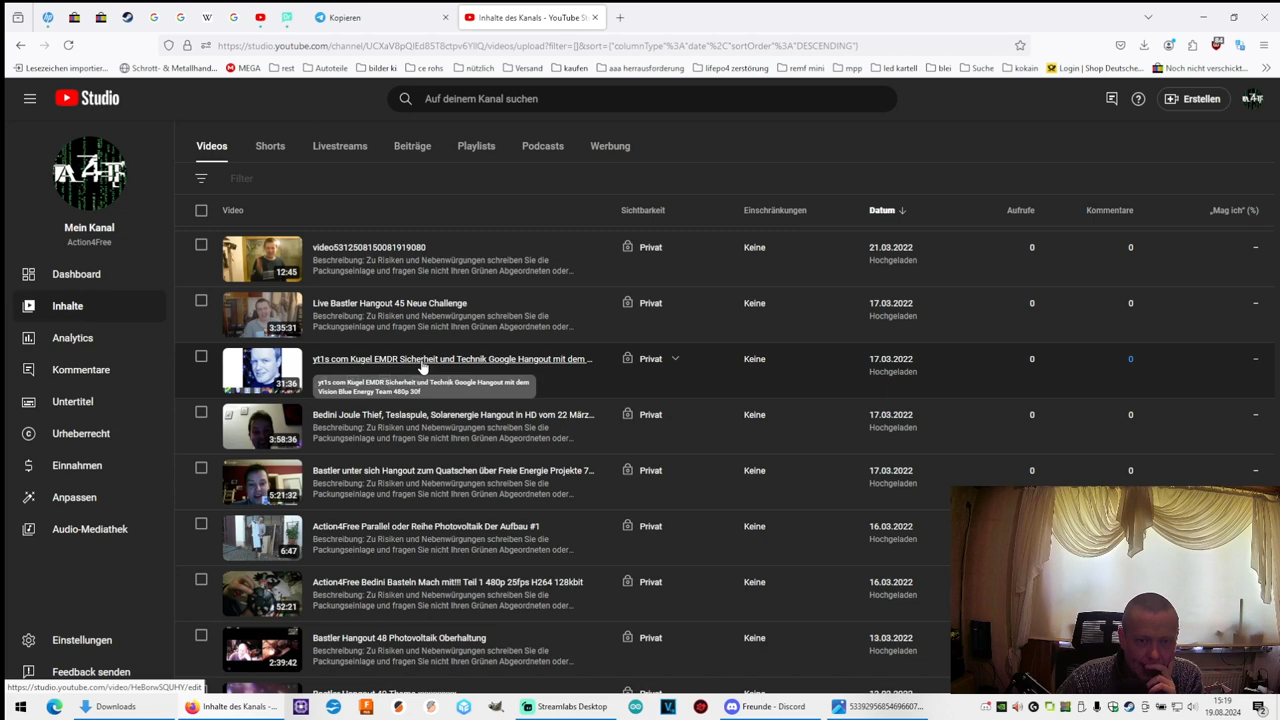 Kopieren
Inhalte des Kanals - YouTube St
https://studio.youtube.com/channel/UCXaV8pQIEd85T8ctpv6YlIQ/videos/upload?filter=[]&sort={"columnType"%3A"date"%2C"sortOrder"%3A"DESCENDING"}
Lesezeichen importier... Schrott- & Metallhand... MEGA rest Autoteile bilder ki ce rohs nützlich Versand kaufen aaa herrausforderung lifepo4 zerstörung remf mini mpp led kartell blei Suche kokain Login | Shop Deutsche... Noch nicht verschickt...
Studio
Auf deinem Kanal suchen
Erstellen
A4F
Mein Kanal
Action4Free
Dashboard
Inhalte
Analytics
Kommentare
Untertitel
Urheberrecht
Einnahmen
Anpassen
Audio-Mediathek
Einstellungen
Feedback senden
Videos Shorts Livestreams Beiträge Playlists Podcasts Werbung
Filter
Video Sichtbarkeit Einschränkungen Datum Aufrufe Kommentare „Mag ich“ (%)
video5312508150081919080 Privat Keine 21.03.2022 0 0 –
Beschreibung: Zu Risiken und Nebenwürgungen schreiben Sie die Hochgeladen
Packungsinhaltung und fragen Sie nicht Ihren Grünen Abgeordneten oder...
12:45
Live Bastler Hangout 45 Neue Challenge Privat Keine 17.03.2022 0 0 –
Beschreibung: Zu Risiken und Nebenwürgungen schreiben Sie die Hochgeladen
Packungsinhaltung und fragen Sie nicht Ihren Grünen Abgeordneten oder...
3:35:31
yt1s com Kugel EMDR Sicherheit und Technik Google Hangout mit dem ... Privat Keine 17.03.2022 0 0 –
Hochgeladen
yt1s com Kugel EMDR Sicherheit und Technik Google Hangout mit dem
Vision Blue Energy Team 480p 30f
31:36
Bedini Joule Thief, Teslaspule, Solarenergie Hangout in HD vom 22 März... Privat Keine 17.03.2022 0 0 –
Beschreibung: Zu Risiken und Nebenwürgungen schreiben Sie die Hochgeladen
Packungsinhaltung und fragen Sie nicht Ihren Grünen Abgeordneten oder...
3:58:36
Bastler unter sich Hangout zum Quatschen über Freie Energie Projekte 7... Privat Keine 17.03.2022 0 0 –
Beschreibung: Zu Risiken und Nebenwürgungen schreiben Sie die Hochgeladen
Packungsinhaltung und fragen Sie nicht Ihren Grünen Abgeordneten oder...
5:21:32
Action4Free Parallel oder Reihe Photovoltaik Der Aufbau #1 Privat Keine 16.03.2022
Beschreibung: Zu Risiken und Nebenwürgungen schreiben Sie die Hochgeladen
Packungsinhaltung und fragen Sie nicht Ihren Grünen Abgeordneten oder...
6:47
Action4Free Bedini Basteln Mach mit!!! Teil 1 480p 25fps H264 128kbit Privat Keine 16.03.2022
Beschreibung: Zu Risiken und Nebenwürgungen schreiben Sie die Hochgeladen
Packungsinhaltung und fragen Sie nicht Ihren Grünen Abgeordneten oder...
52:21
Bastler Hangout 48 Photovoltaik Oberhaltung Privat Keine 13.03.2022
Beschreibung: Zu Risiken und Nebenwürgungen schreiben Sie die Hochgeladen
Packungsinhaltung und fragen Sie nicht Ihren Grünen Abgeordneten oder...
2:39:42
https://studio.youtube.com/video/HeBorwSQUHY/edit
Downloads
Inhalte des Kanals - Yo...
Streamlabs Desktop
Freunde - Discord
53392956854696607...
15:19
19.08.2024